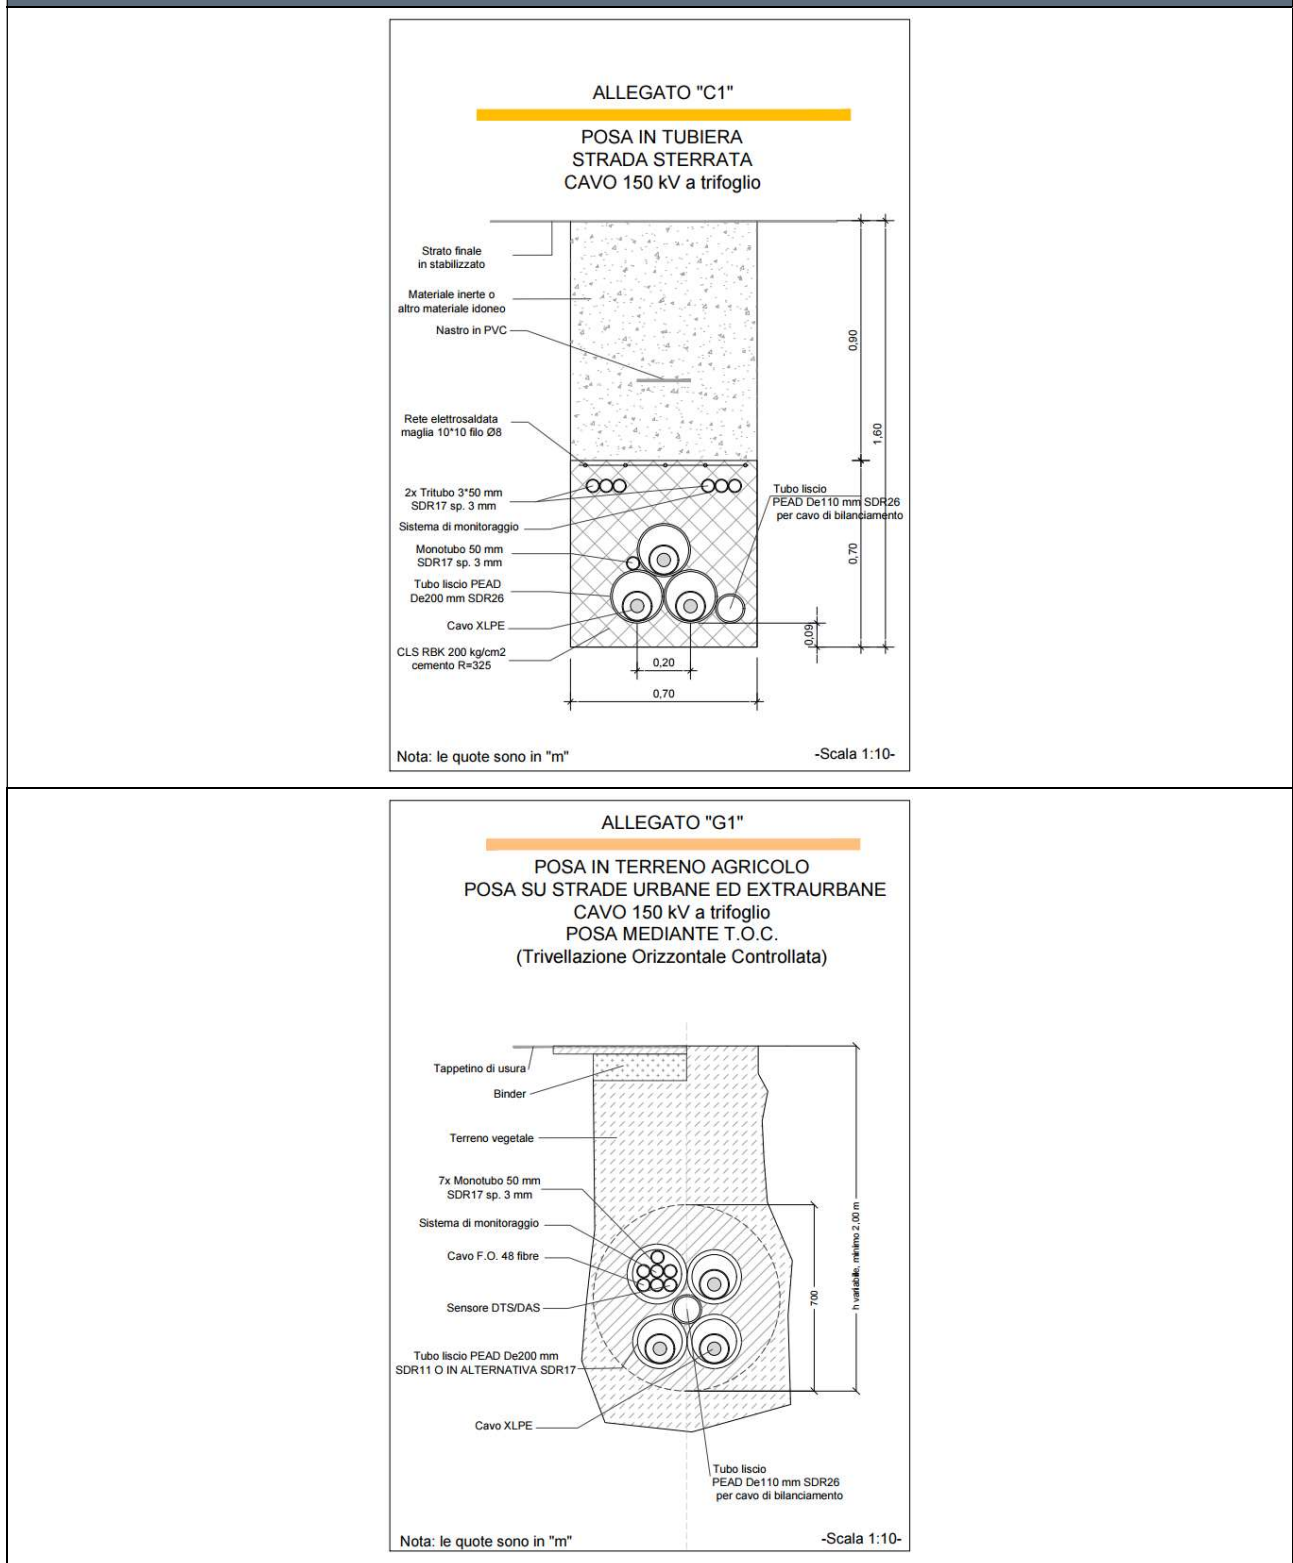 ALLEGATO "C1"
POSA IN TUBIERA
STRADA STERRATA
CAVO 150 kV a trifoglio
Strato finale
in stabilizzato
Materiale inerte o
altro materiale idoneo
Nastro in PVC
0,90
1,60
Rete elettrosaldata
maglia 10*10 filo Ø8
2x Tritubo 3*50 mm
SDR17 sp. 3 mm
Tubo liscio
PEAD De110 mm SDR26
per cavo di bilanciamento
Sistema di monitoraggio
Monotubo 50 mm
SDR17 sp. 3 mm
0,70
Tubo liscio PEAD
De200 mm SDR26
Cavo XLPE
0,09
CLS RBK 200 kg/cm2
cemento R=325
0,20
0,70
Nota: le quote sono in "m"
-Scala 1:10-
ALLEGATO "G1"
POSA IN TERRENO AGRICOLO
POSA SU STRADE URBANE ED EXTRAURBANE
CAVO 150 kV a trifoglio
POSA MEDIANTE T.O.C.
(Trivellazione Orizzontale Controllata)
Tappetino di usura
Binder
Terreno vegetale
7x Monotubo 50 mm
SDR17 sp. 3 mm
Sistema di monitoraggio
Cavo F.O. 48 fibre
Sensore DTS/DAS
700
h variabile, minimo 2,00 m
Tubo liscio PEAD De200 mm
SDR11 O IN ALTERNATIVA SDR17
Cavo XLPE
Tubo liscio
PEAD De110 mm SDR26
per cavo di bilanciamento
Nota: le quote sono in "m"
-Scala 1:10-